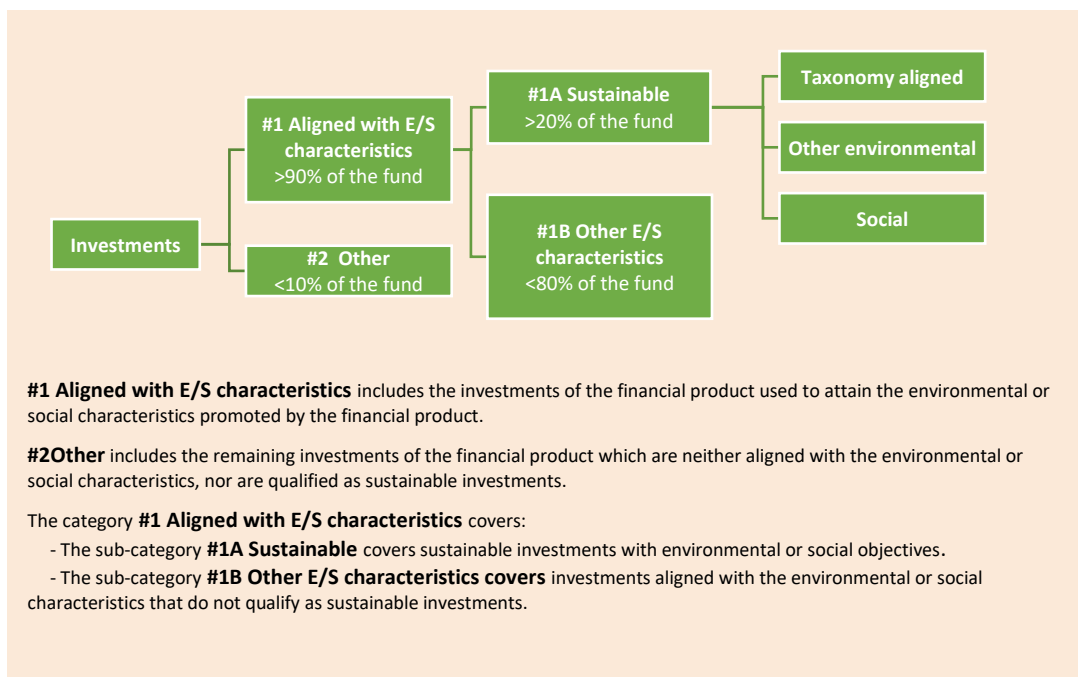 Investments
#1 Aligned with E/S
characteristics
>90% of the fund
#2  Other
<10% of the fund
#1A Sustainable
>20% of the fund
#1B Other E/S
characteristics
<80% of the fund
Taxonomy aligned
Other environmental
Social
#1 Aligned with E/S characteristics includes the investments of the financial product used to attain the environmental or
social characteristics promoted by the financial product.
#2Other includes the remaining investments of the financial product which are neither aligned with the environmental or
social characteristics, nor are qualified as sustainable investments.
The category #1 Aligned with E/S characteristics covers:
- The sub-category #1A Sustainable covers sustainable investments with environmental or social objectives.
- The sub-category #1B Other E/S characteristics covers investments aligned with the environmental or social
characteristics that do not qualify as sustainable investments.